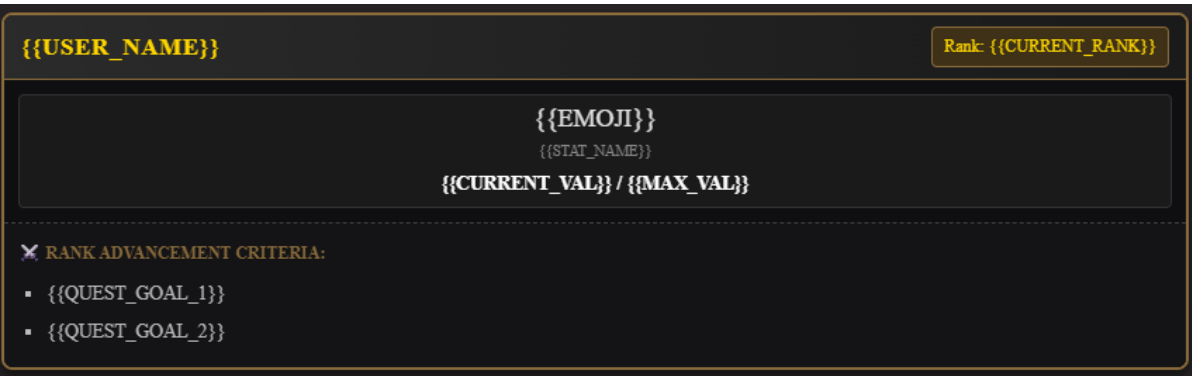 {{USER_NAME}}
Rank: {{CURRENT_RANK}}
{{EMOJI}}
{{STAT_NAME}}
{{CURRENT_VAL}} / {{MAX_VAL}}
⚔️ RANK ADVANCEMENT CRITERIA:
▪ {{QUEST_GOAL_1}}
▪ {{QUEST_GOAL_2}}